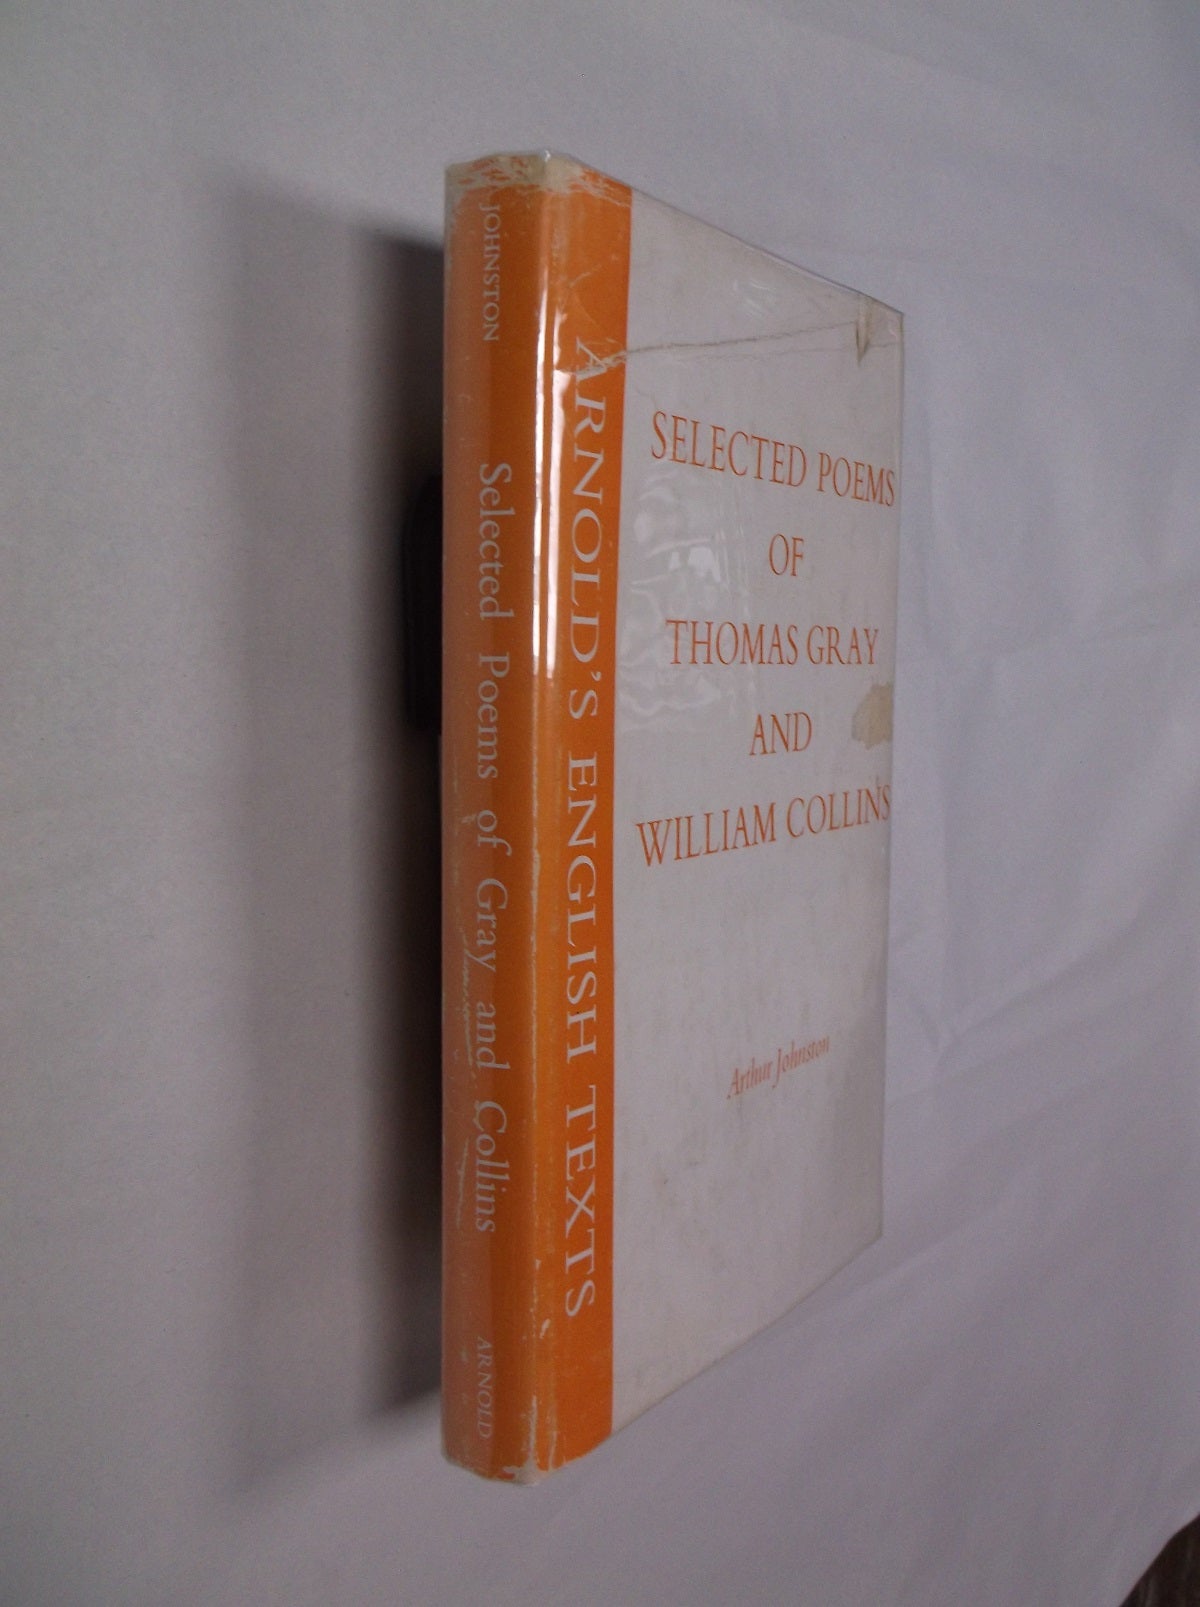 JOHNSTON
Selected Poems of Gray and Collins
ARNOLD
ARNOLD'S ENGLISH TEXTS
SELECTED POEMS
OF
THOMAS GRAY
AND
WILLIAM COLLINS
Arthur Johnston